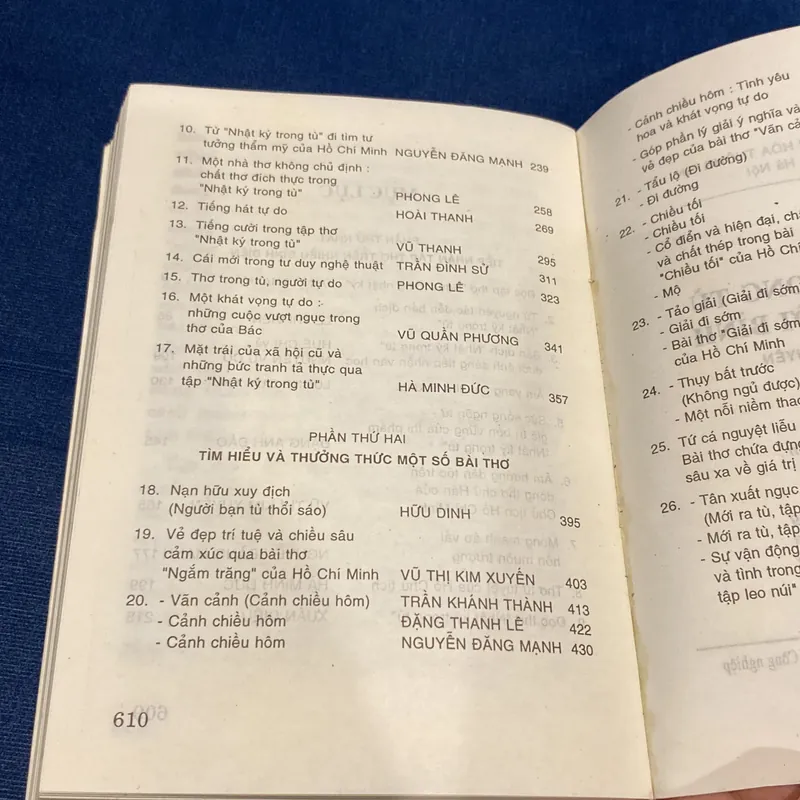 10. Từ "Nhật ký trong tù" đi tìm tư
tưởng thẩm mỹ của Hồ Chí Minh NGUYỄN ĐĂNG MẠNH 239
11. Một nhà thơ không chủ định :
chất thơ đích thực trong
"Nhật ký trong tù" PHONG LÊ 258
12. Tiếng hát tự do HOÀI THANH 269
13. Tiếng cười trong tập thơ
"Nhật ký trong tù" VŨ THANH 295
14. Cái mới trong tư duy nghệ thuật TRẦN ĐÌNH SỬ 311
15. Thơ trong tù, người tự do PHONG LÊ 323
16. Một khát vọng tự do :
những cuộc vượt ngục trong
thơ của Bác VŨ QUẦN PHƯƠNG 341
17. Mặt trái của xã hội cũ và
những bức tranh tả thực qua
tập "Nhật ký trong tù" HÀ MINH ĐỨC 357
PHẦN THỨ HAI
TÌM HIỂU VÀ THƯỞNG THỨC MỘT SỐ BÀI THƠ
18. Nạn hữu xuy địch
(Người bạn tù thổi sáo) HỮU DINH 395
19. Vẻ đẹp trí tuệ và chiều sâu
cảm xúc qua bài thơ
"Ngắm trăng" của Hồ Chí Minh VŨ THỊ KIM XUYẾN 403
20. - Vãn cảnh (Cảnh chiều hôm) TRẦN KHÁNH THÀNH 413
- Cảnh chiều hôm ĐẶNG THANH LÊ 422
- Cảnh chiều hôm NGUYỄN ĐĂNG MẠNH 430
610
- Cảnh chiều hôm : Tình yêu
hoa và khát vọng tự do
- Góp phần lý giải ý nghĩa và
vẻ đẹp của bài thơ "Vãn cả
21. - Tẩu lộ (Đi đường)
- Đi đường
22. - Chiều tối
- Chiều tối
- Cổ điển và hiện đại, ch
và chất thép trong bài
"Chiều tối" của Hồ Chí
- Mộ
23. - Tảo giải (Giải đi sớm)
- Giải đi sớm
- Bài thơ "Giải đi sớm
của Hồ Chí Minh
24. - Thụy bất trước
(Không ngủ được)
- Một nỗi niềm thao
25. Tứ cá nguyệt liễu
Bài thơ chứa đựng
sâu xa về giá trị
26. - Tân xuất ngục
(Mới ra tù, tập
- Mới ra tù, tập
- Sự vận động
và tình trong
tập leo núi"